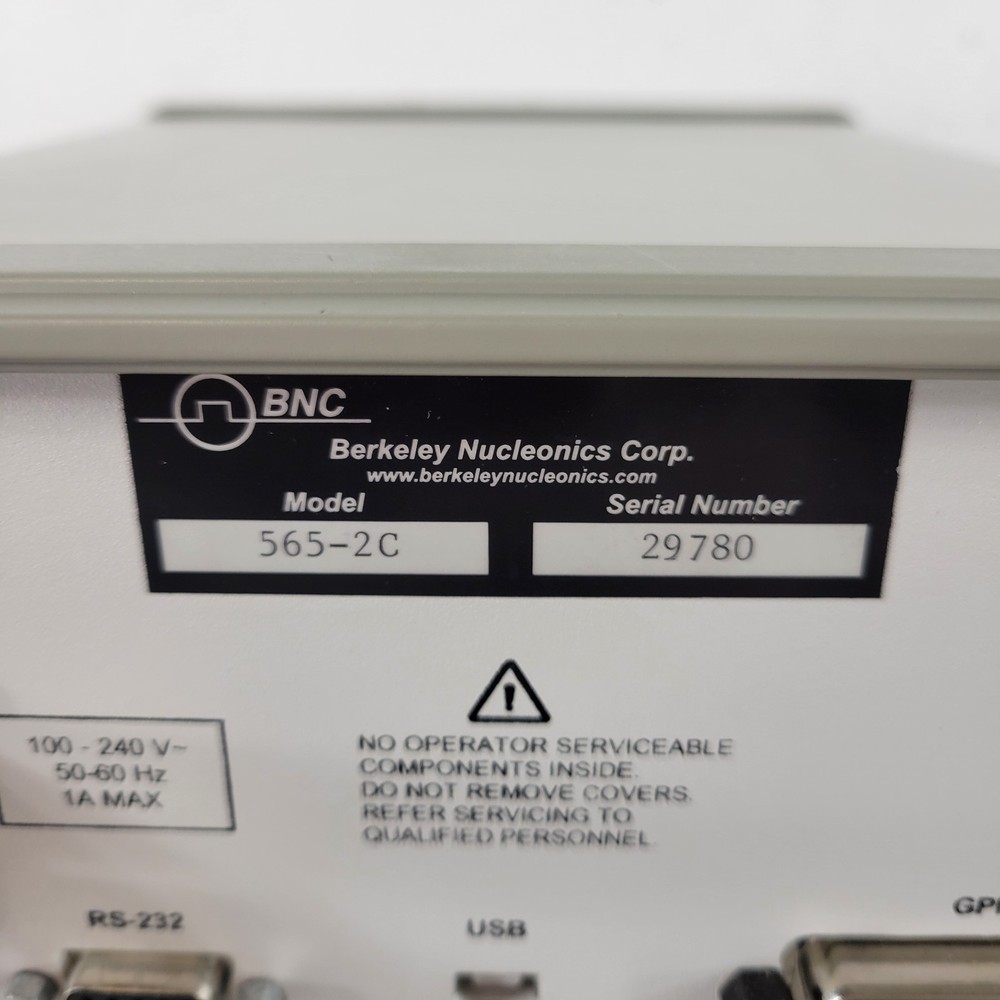 BNC
Berkeley Nucleonics Corp.
www.berkeleynucleonics.com
Model Serial Number
565-2C 29780
!
100 - 240 V~
50-60 Hz
1A MAX
NO OPERATOR SERVICEABLE
COMPONENTS INSIDE.
DO NOT REMOVE COVERS.
REFER SERVICING TO
QUALIFIED PERSONNEL.
RS-232
USB